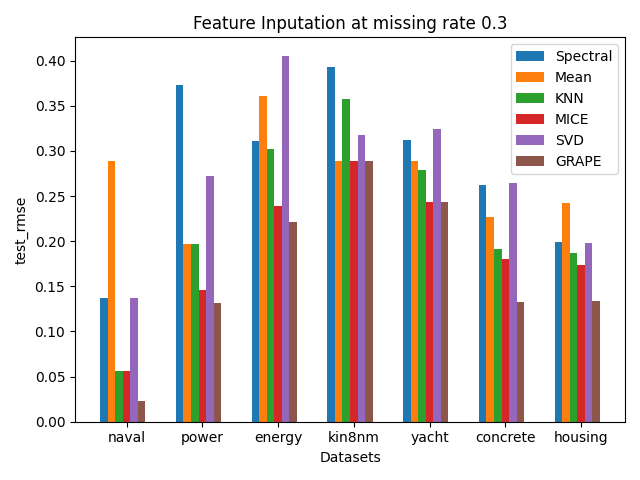 Feature Inputation at missing rate 0.3
Spectral
Mean
KNN
MICE
SVD
GRAPE
test_rmse
0.40
0.35
0.30
0.25
0.20
0.15
0.10
0.05
0.00
naval power energy kin8nm yacht concrete housing
Datasets